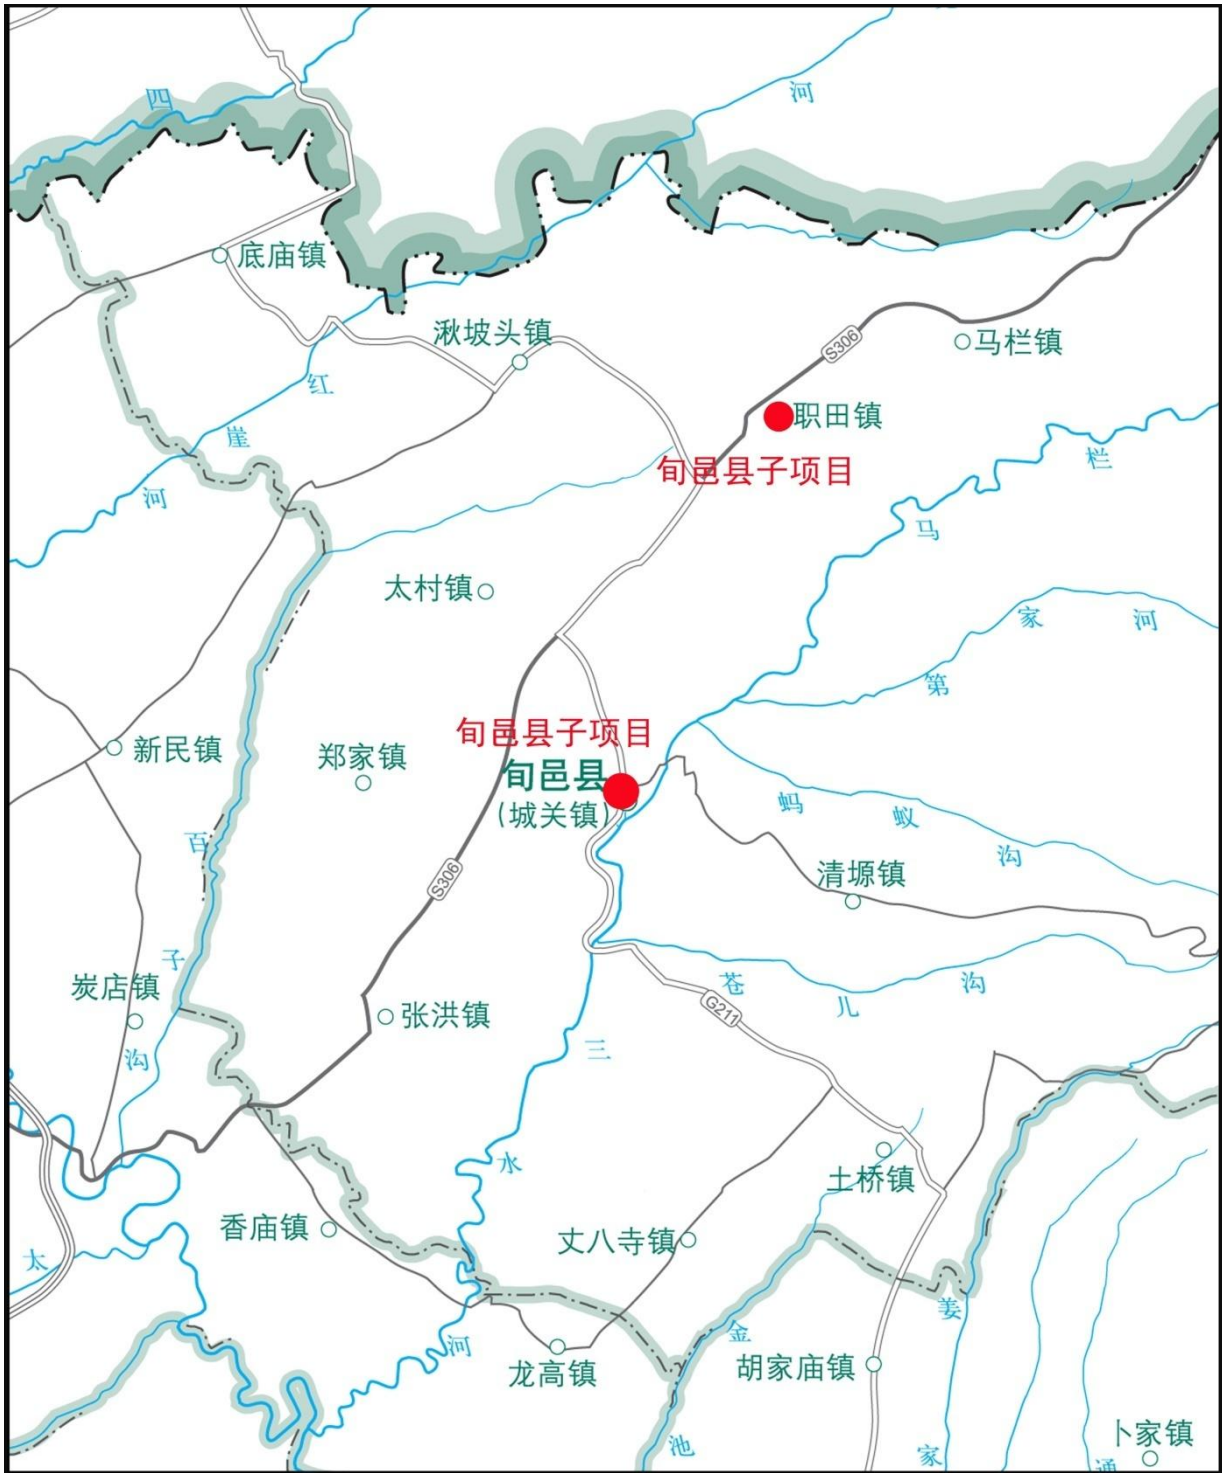 四
河
底庙镇
湫坡头镇
S306
马栏镇
红
职田镇
崖
栏
旬邑县子项目
河
马
太村镇
家
河
第
旬邑县子项目
新民镇
郑家镇
旬邑县
(城关镇)
蚂
蚁
百
沟
清塬镇
S306
子
炭店镇
苍
沟
儿
G211
张洪镇
三
沟
水
土桥镇
香庙镇
丈八寺镇
太
姜
金
河
胡家庙镇
龙高镇
卜家镇
池
家
通